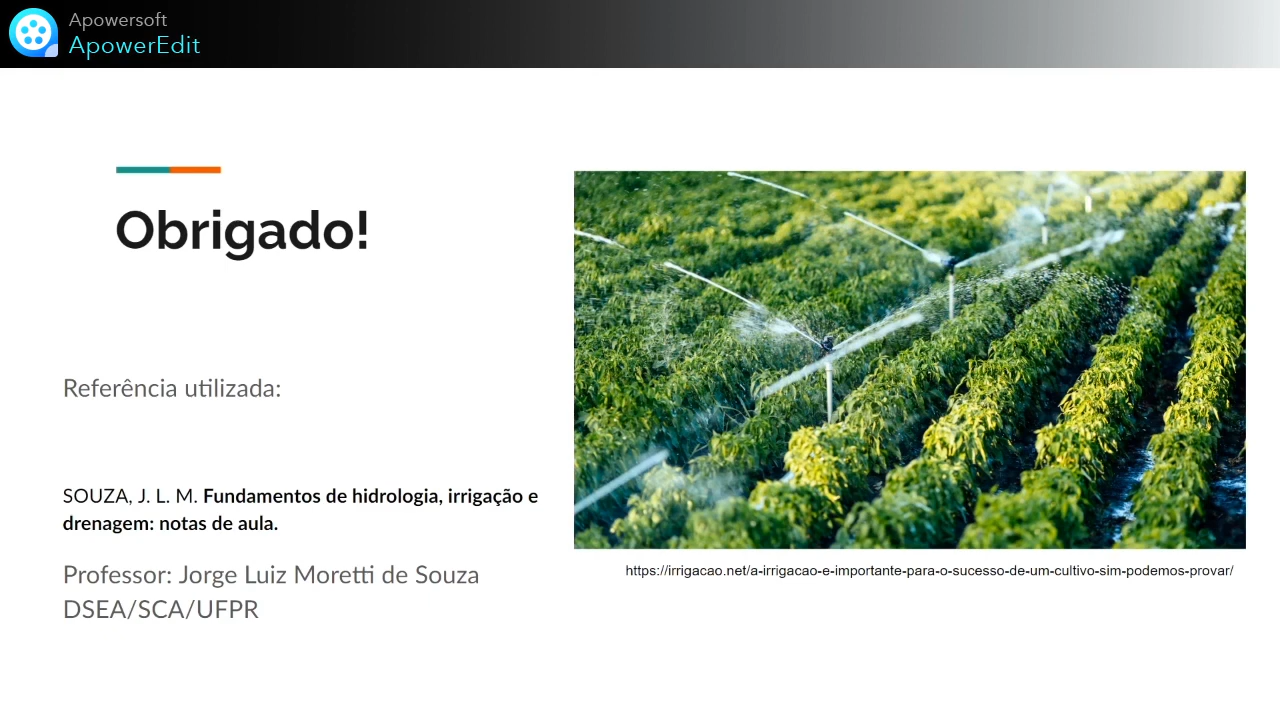 Apowersoft
ApowerEdit
Obrigado!
Referência utilizada:
SOUZA, J. L. M. Fundamentos de hidrologia, irrigação e
drenagem: notas de aula.
Professor: Jorge Luiz Moretti de Souza
DSEA/SCA/UFPR
https://irrigacao.net/a-irrigacao-e-importante-para-o-sucesso-de-um-cultivo-sim-podemos-provar/